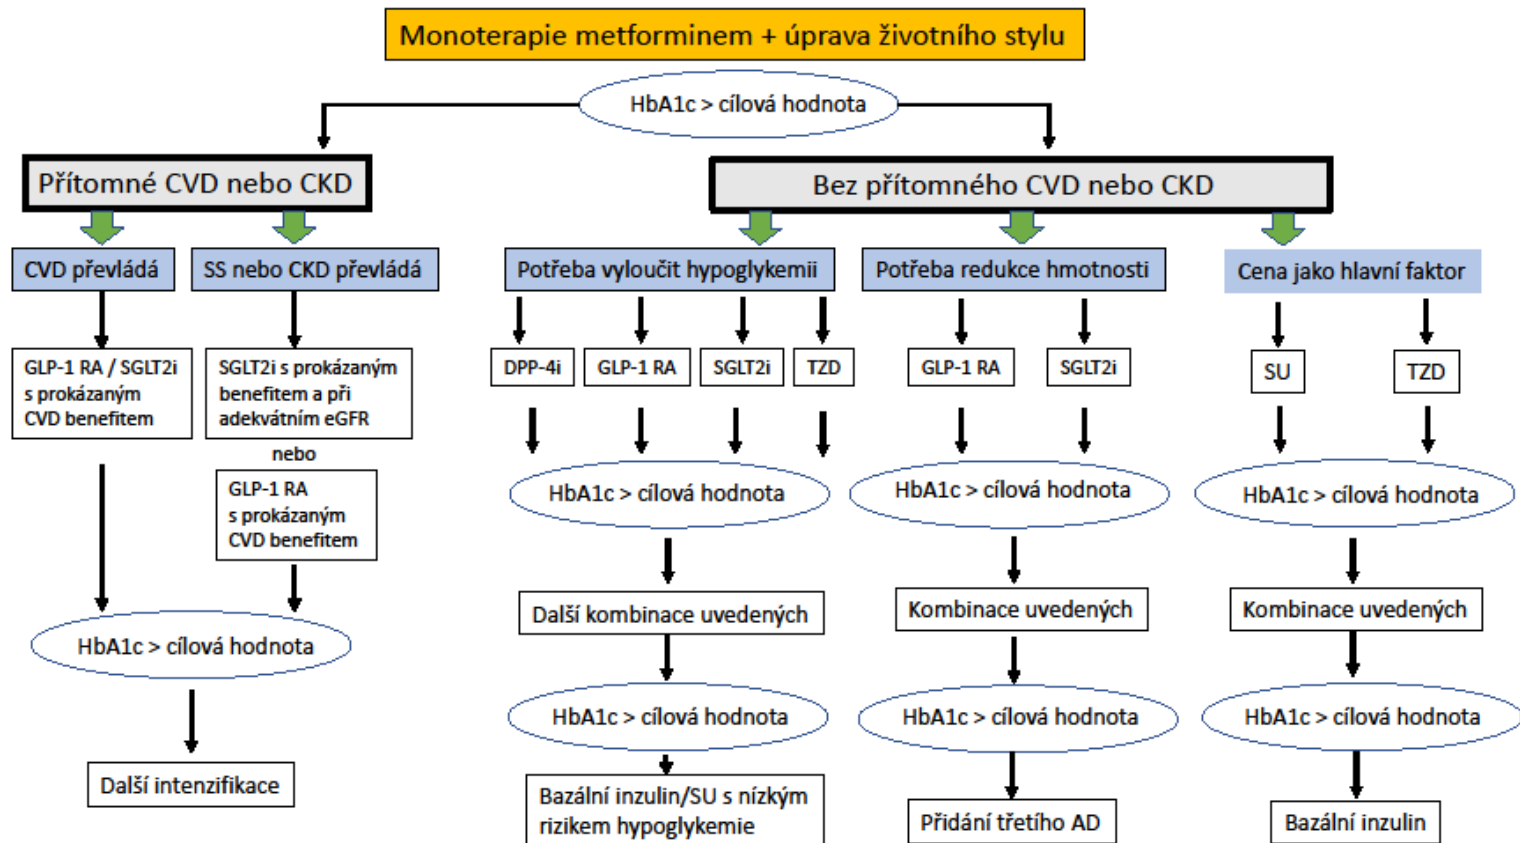 Monoterapie metforminem + úprava životního stylu
HbA1c > cílová hodnota
Přítomné CVD nebo CKD
Bez přítomného CVD nebo CKD
CVD převládá
SS nebo CKD převládá
Potřeba vyloučit hypoglykemii
Potřeba redukce hmotnosti
Cena jako hlavní faktor
GLP-1 RA / SGLT2i
s prokázaným
CVD benefitem
SGLT2i s prokázaným
benefitem a při
adekvátním eGFR
nebo
GLP-1 RA
s prokázaným
CVD benefitem
DPP-4i
GLP-1 RA
SGLT2i
TZD
GLP-1 RA
SGLT2i
SU
TZD
HbA1c > cílová hodnota
HbA1c > cílová hodnota
HbA1c > cílová hodnota
HbA1c > cílová hodnota
Další kombinace uvedených
Kombinace uvedených
Kombinace uvedených
HbA1c > cílová hodnota
HbA1c > cílová hodnota
HbA1c > cílová hodnota
Další intenzifikace
Bazální inzulin/SU s nízkým
rizikem hypoglykemie
Přidání třetího AD
Bazální inzulin